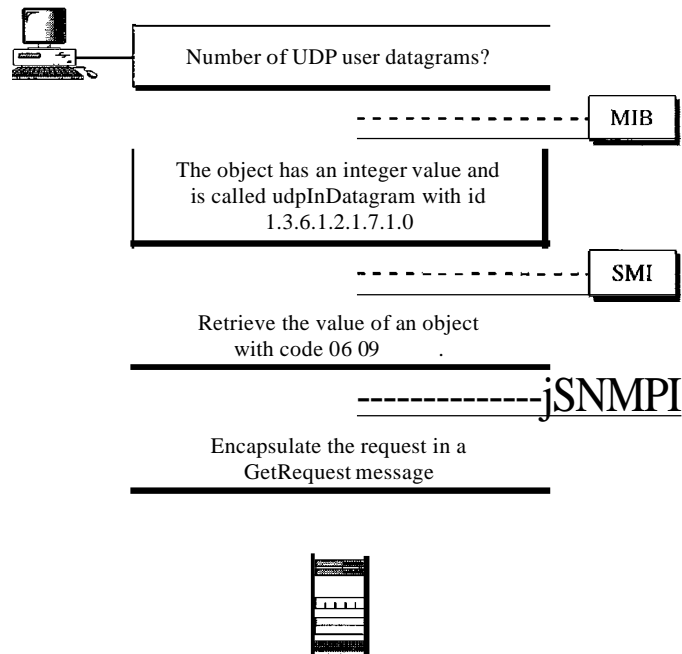 Number of UDP user datagrams?
MIB
The object has an integer value and
is called udpInDatagram with id
1.3.6.1.2.1.7.1.0
SMI
Retrieve the value of an object
with code 06 09 .
jSNMPI
Encapsulate the request in a
GetRequest message